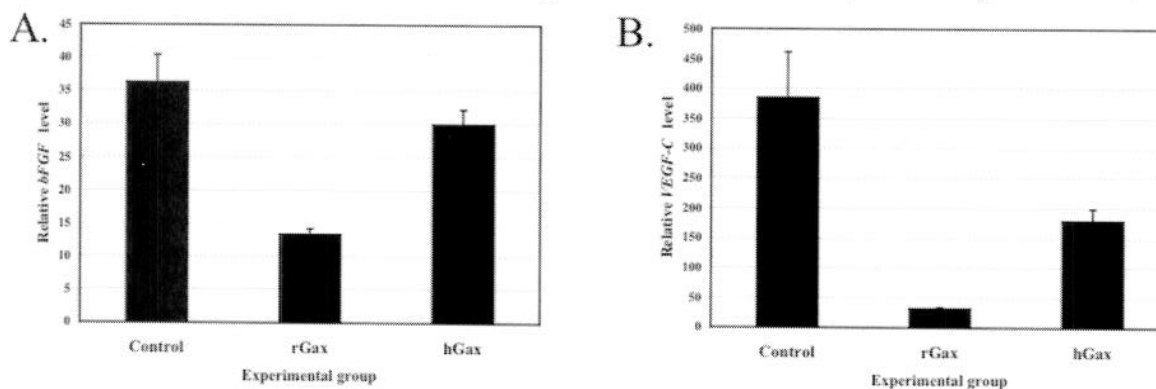 A.
Relative bFGF level
45
40
35
30
25
20
15
10
5
0
Control rGax hGax
Experimental group
B.
Relative VEGF-C level
500
450
400
350
300
250
200
150
100
50
0
Control rGax hGax
Experimental group